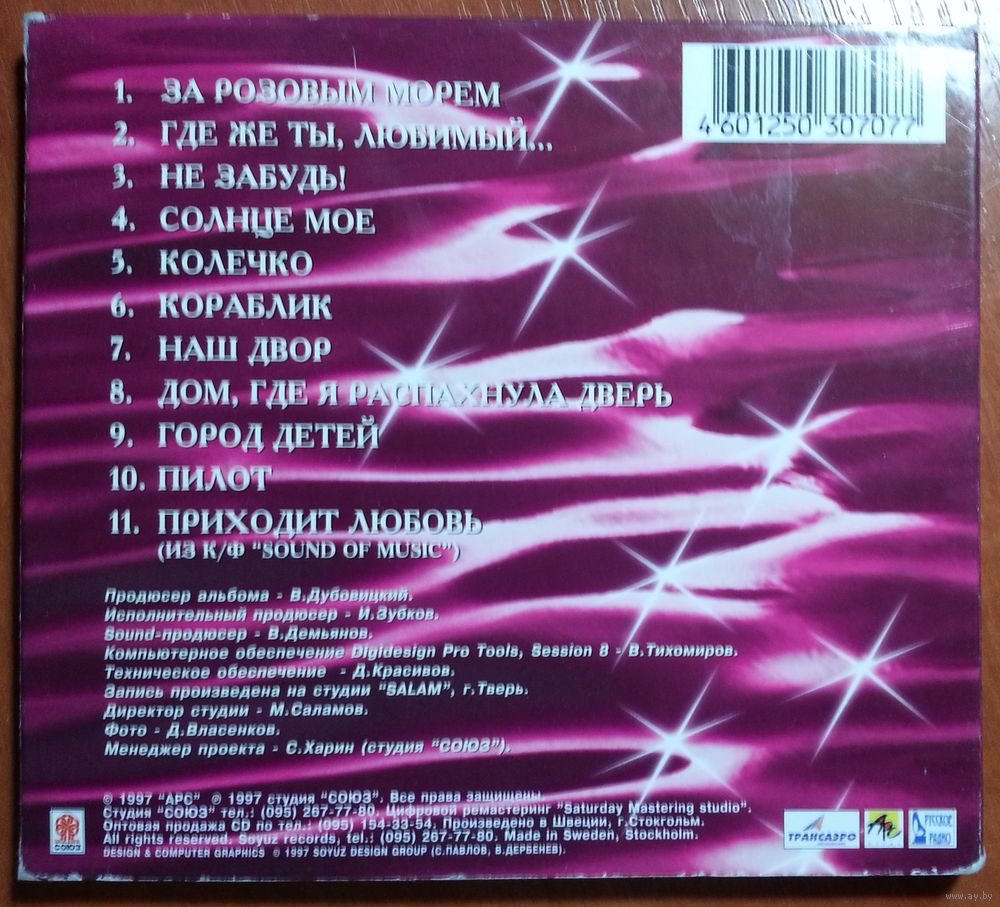 4 601250 307077
1. ЗА РОЗОВЫМ МОРЕМ
2. ГДЕ ЖЕ ТЫ, ЛЮБИМЫЙ...
3. НЕ ЗАБУДЬ!
4. СОЛНЦЕ МОЕ
5. КОЛЕЧКО
6. КОРАБЛИК
7. НАШ ДВОР
8. ДОМ, ГДЕ Я РАСПАХНУЛА ДВЕРЬ
9. ГОРОД ДЕТЕЙ
10. ПИЛОТ
11. ПРИХОДИТ ЛЮБОВЬ
(ИЗ К/Ф "SOUND OF MUSIC")
Продюсер альбома - В.Дубовицкий.
Исполнительный продюсер - И.Зубков.
Sound-продюсер - В.Демьянов.
Компьютерное обеспечение Digidesign Pro Tools, Session 8 - В.Тихомиров.
Техническое обеспечение - Д.Красивов.
Запись произведена на студии "SALAM", г.Тверь.
Директор студии - М.Саламов.
Фото - Д.Власенков.
Менеджер проекта - С.Харин (студия "СОЮЗ").
© 1997 "АРС" ℗ 1997 студия "СОЮЗ". Все права защищены.
Студия "СОЮЗ" тел.: (095) 267-77-80. Цифровой ремастеринг "Saturday Mastering studio".
Оптовая продажа CD по тел.: (095) 154-33-54. Произведено в Швеции, г.Стокгольм.
All rights reserved. Soyuz records, tel.: (095) 267-77-80. Made in Sweden, Stockholm.
DESIGN & COMPUTER GRAPHICS © 1997 SOYUZ DESIGN GROUP (С.ПАВЛОВ, В.ДЕРБЕНЕВ).
СОЮЗ
ТРАНСАЭРО
АРС
РУССКОЕ
РАДИО
www.ay.by